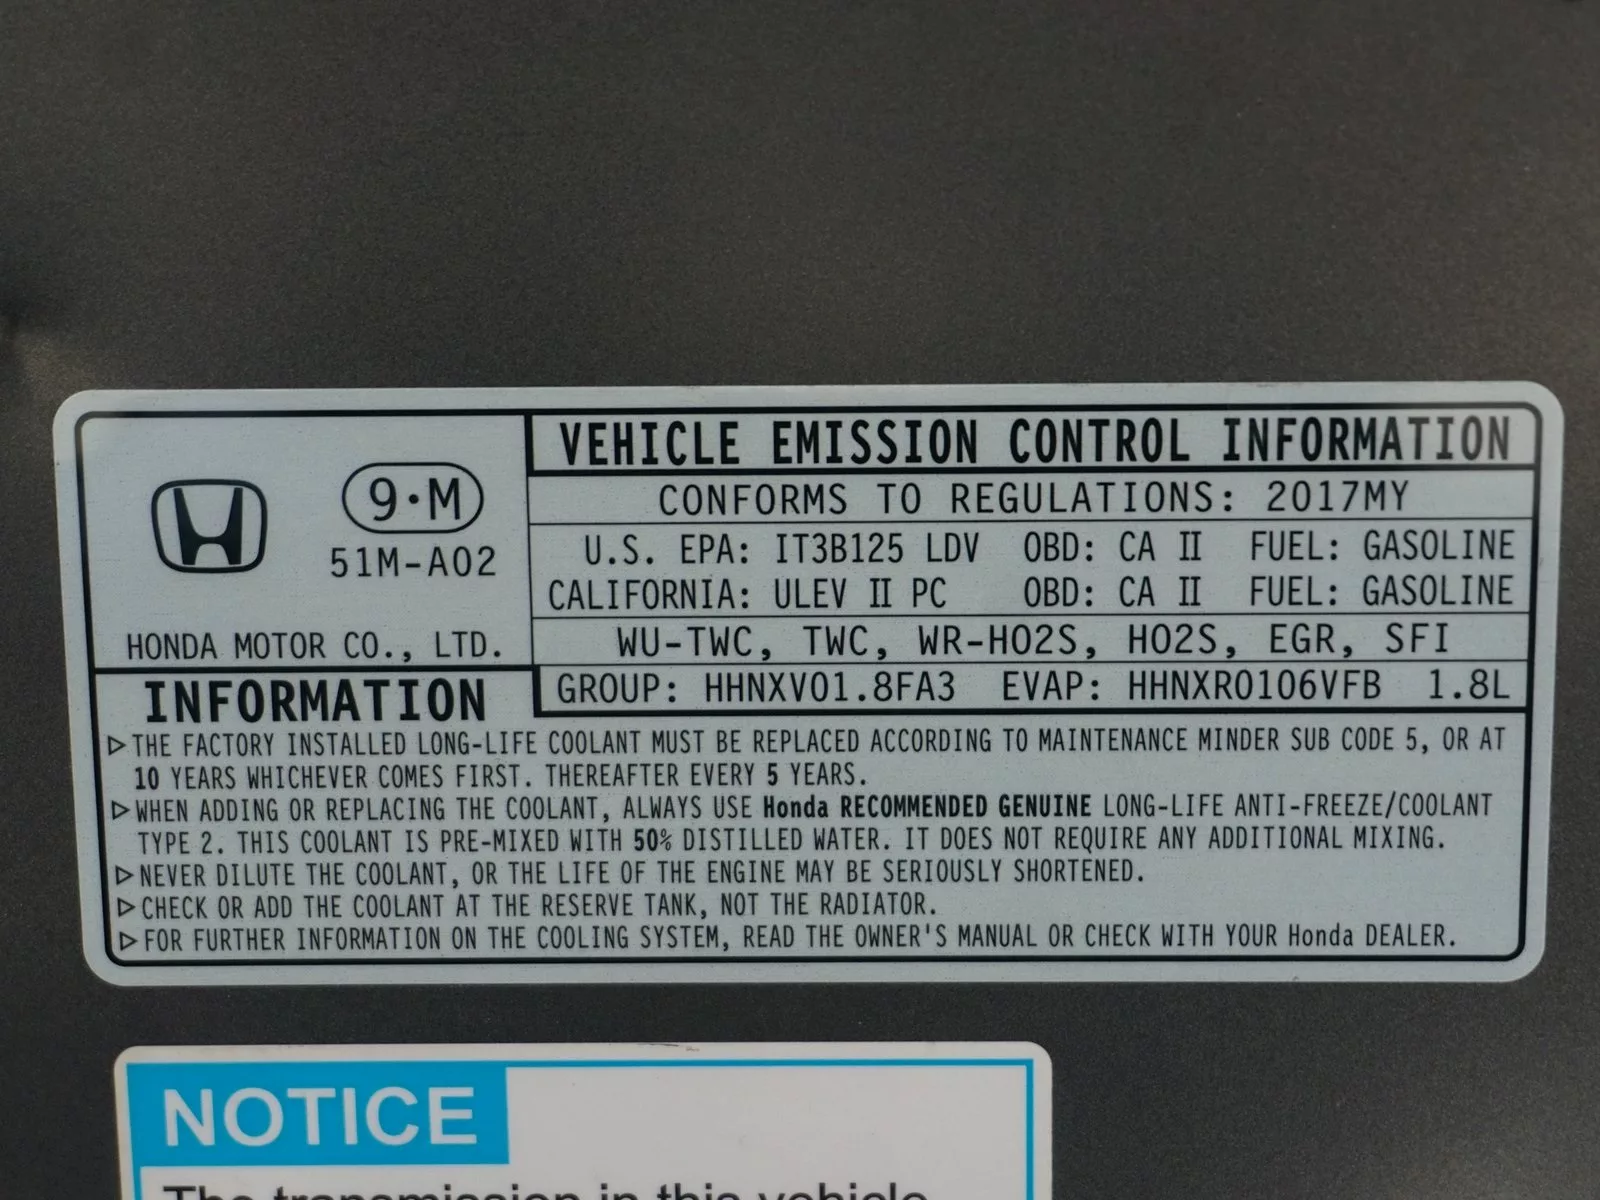 VEHICLE EMISSION CONTROL INFORMATION
9·M
51M-A02
HONDA MOTOR CO., LTD.
CONFORMS TO REGULATIONS: 2017MY
U.S. EPA: IT3B125 LDV OBD: CA II FUEL: GASOLINE
CALIFORNIA: ULEV II PC OBD: CA II FUEL: GASOLINE
WU-TWC, TWC, WR-HO2S, HO2S, EGR, SFI
GROUP: HHNXV01.8FA3 EVAP: HHNXR0106VFB 1.8L
INFORMATION
▷THE FACTORY INSTALLED LONG-LIFE COOLANT MUST BE REPLACED ACCORDING TO MAINTENANCE MINDER SUB CODE 5, OR AT
10 YEARS WHICHEVER COMES FIRST. THEREAFTER EVERY 5 YEARS.
▷WHEN ADDING OR REPLACING THE COOLANT, ALWAYS USE Honda RECOMMENDED GENUINE LONG-LIFE ANTI-FREEZE/COOLANT
TYPE 2. THIS COOLANT IS PRE-MIXED WITH 50% DISTILLED WATER. IT DOES NOT REQUIRE ANY ADDITIONAL MIXING.
▷NEVER DILUTE THE COOLANT, OR THE LIFE OF THE ENGINE MAY BE SERIOUSLY SHORTENED.
▷CHECK OR ADD THE COOLANT AT THE RESERVE TANK, NOT THE RADIATOR.
▷FOR FURTHER INFORMATION ON THE COOLING SYSTEM, READ THE OWNER'S MANUAL OR CHECK WITH YOUR Honda DEALER.
NOTICE
The transmission in this vehicle